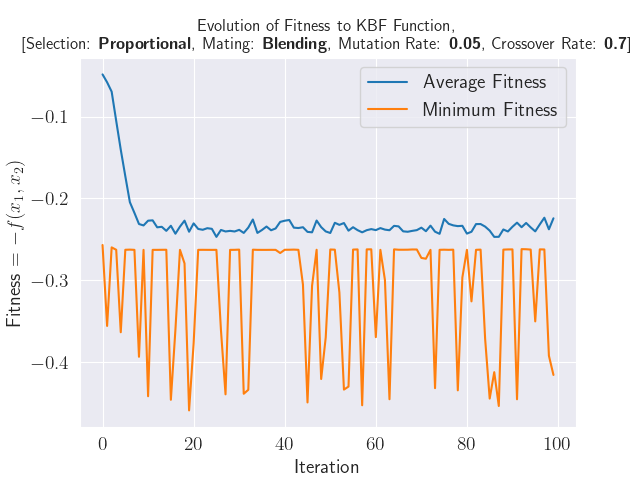 Evolution of Fitness to KBF Function,
[Selection: Proportional, Mating: Blending, Mutation Rate: 0.05, Crossover Rate: 0.7]
Average Fitness
Minimum Fitness
−0.1
−0.2
−0.3
−0.4
Fitness = −f(x₁, x₂)
0 20 40 60 80 100
Iteration